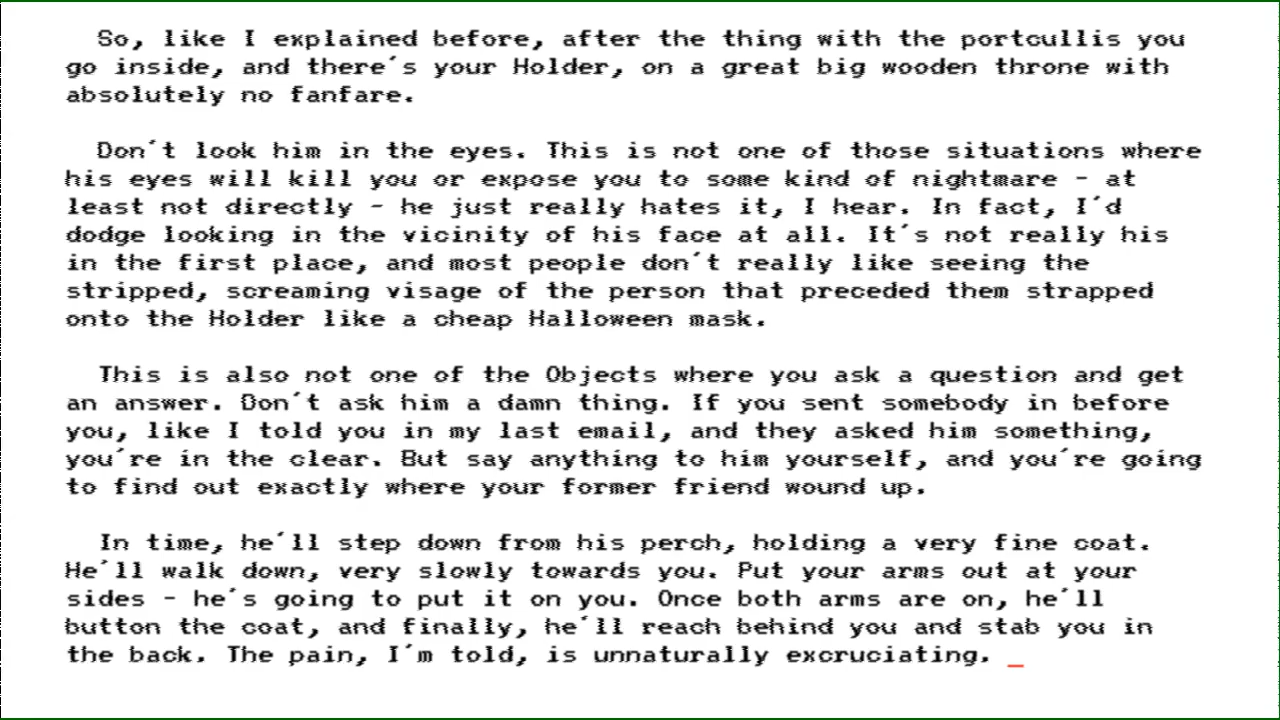 So, like I explained before, after the thing with the portcullis you
go inside, and there's your Holder, on a great big wooden throne with
absolutely no fanfare.
Don't look him in the eyes. This is not one of those situations where
his eyes will kill you or expose you to some kind of nightmare - at
least not directly - he just really hates it, I hear. In fact, I'd
dodge looking in the vicinity of his face at all. It's not really his
in the first place, and most people don't really like seeing the
stripped, screaming visage of the person that preceded them strapped
onto the Holder like a cheap Halloween mask.
This is also not one of the Objects where you ask a question and get
an answer. Don't ask him a damn thing. If you sent somebody in before
you, like I told you in my last email, and they asked him something,
you're in the clear. But say anything to him yourself, and you're going
to find out exactly where your former friend wound up.
In time, he'll step down from his perch, holding a very fine coat.
He'll walk down, very slowly towards you. Put your arms out at your
sides - he's going to put it on you. Once both arms are on, he'll
button the coat, and finally, he'll reach behind you and stab you in
the back. The pain, I'm told, is unnaturally excruciating. _